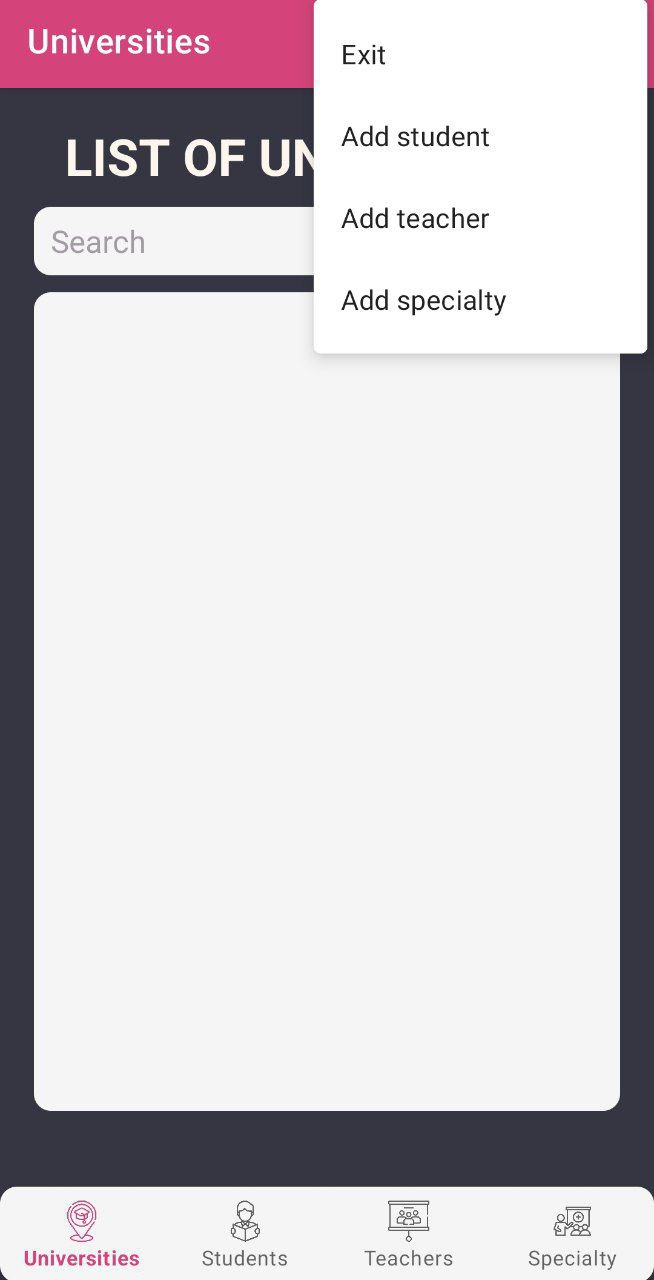 Universities
Exit
Add student
Add teacher
Add specialty
LIST OF UN
Search
Universities
Students
Teachers
Specialty